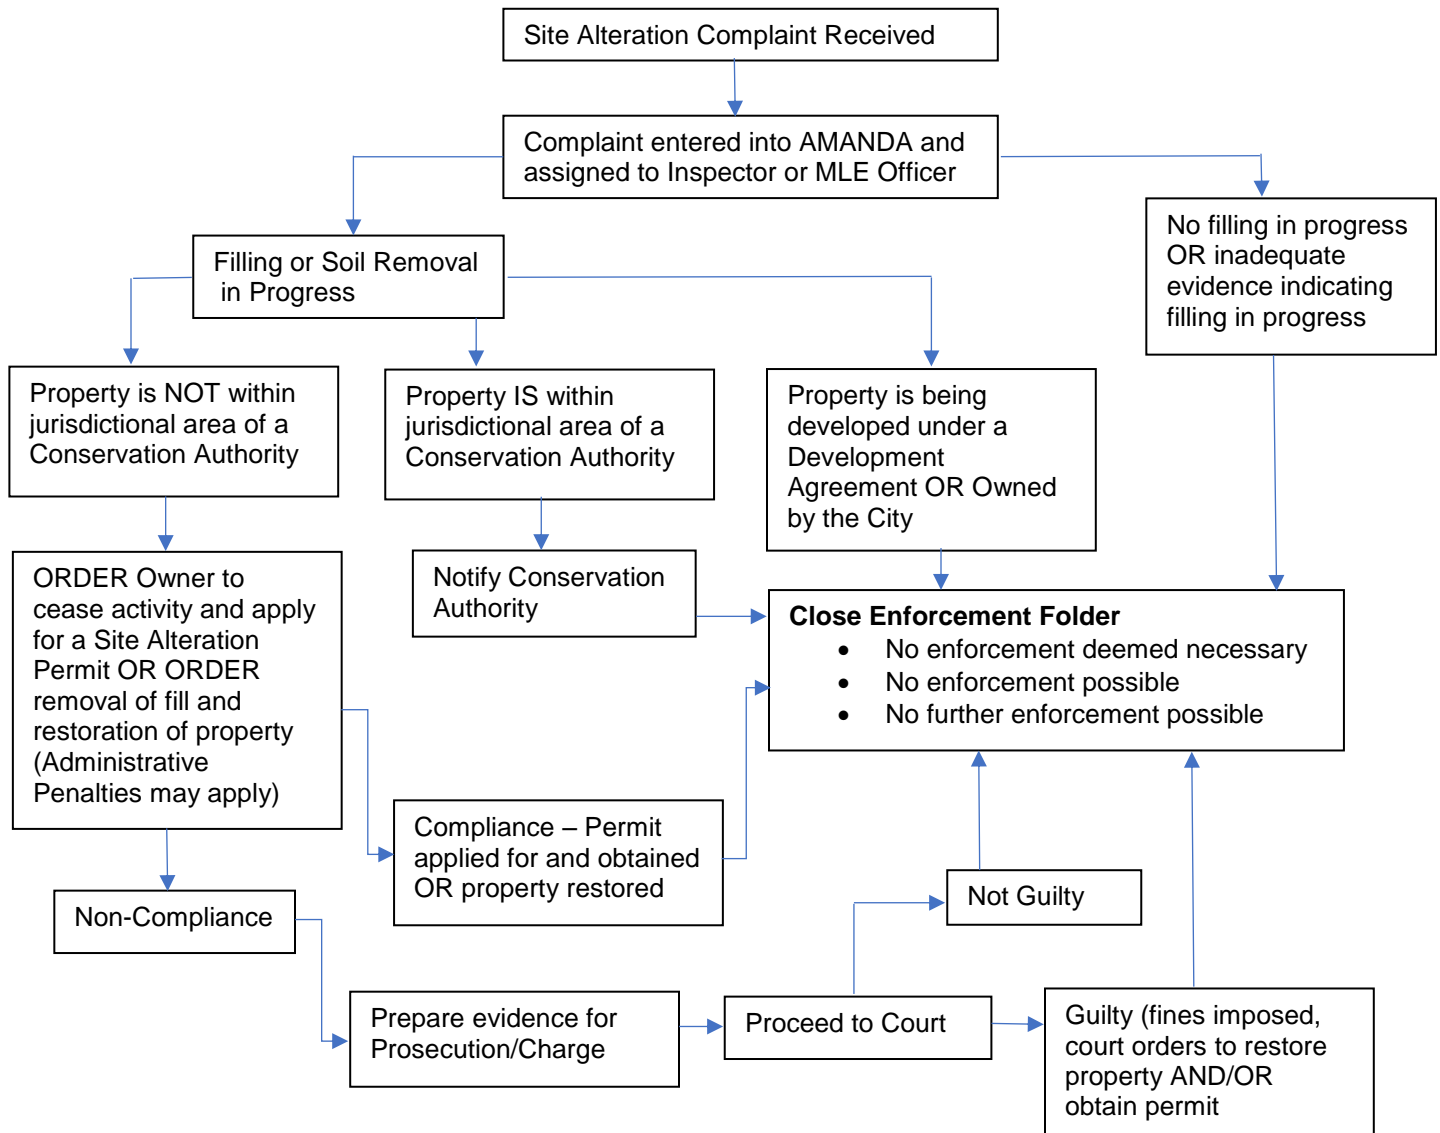 Site Alteration Complaint Received
Complaint entered into AMANDA and
assigned to Inspector or MLE Officer
No filling in progress
OR inadequate
evidence indicating
filling in progress
Filling or Soil Removal
in Progress
Property is NOT within
jurisdictional area of a
Conservation Authority
Property IS within
jurisdictional area of a
Conservation Authority
Property is being
developed under a
Development
Agreement OR Owned
by the City
ORDER Owner to
cease activity and apply
for a Site Alteration
Permit OR ORDER
removal of fill and
restoration of property
(Administrative
Penalties may apply)
Notify Conservation
Authority
Close Enforcement Folder
• No enforcement deemed necessary
• No enforcement possible
• No further enforcement possible
Compliance – Permit
applied for and obtained
OR property restored
Non-Compliance
Not Guilty
Prepare evidence for
Prosecution/Charge
Proceed to Court
Guilty (fines imposed,
court orders to restore
property AND/OR
obtain permit